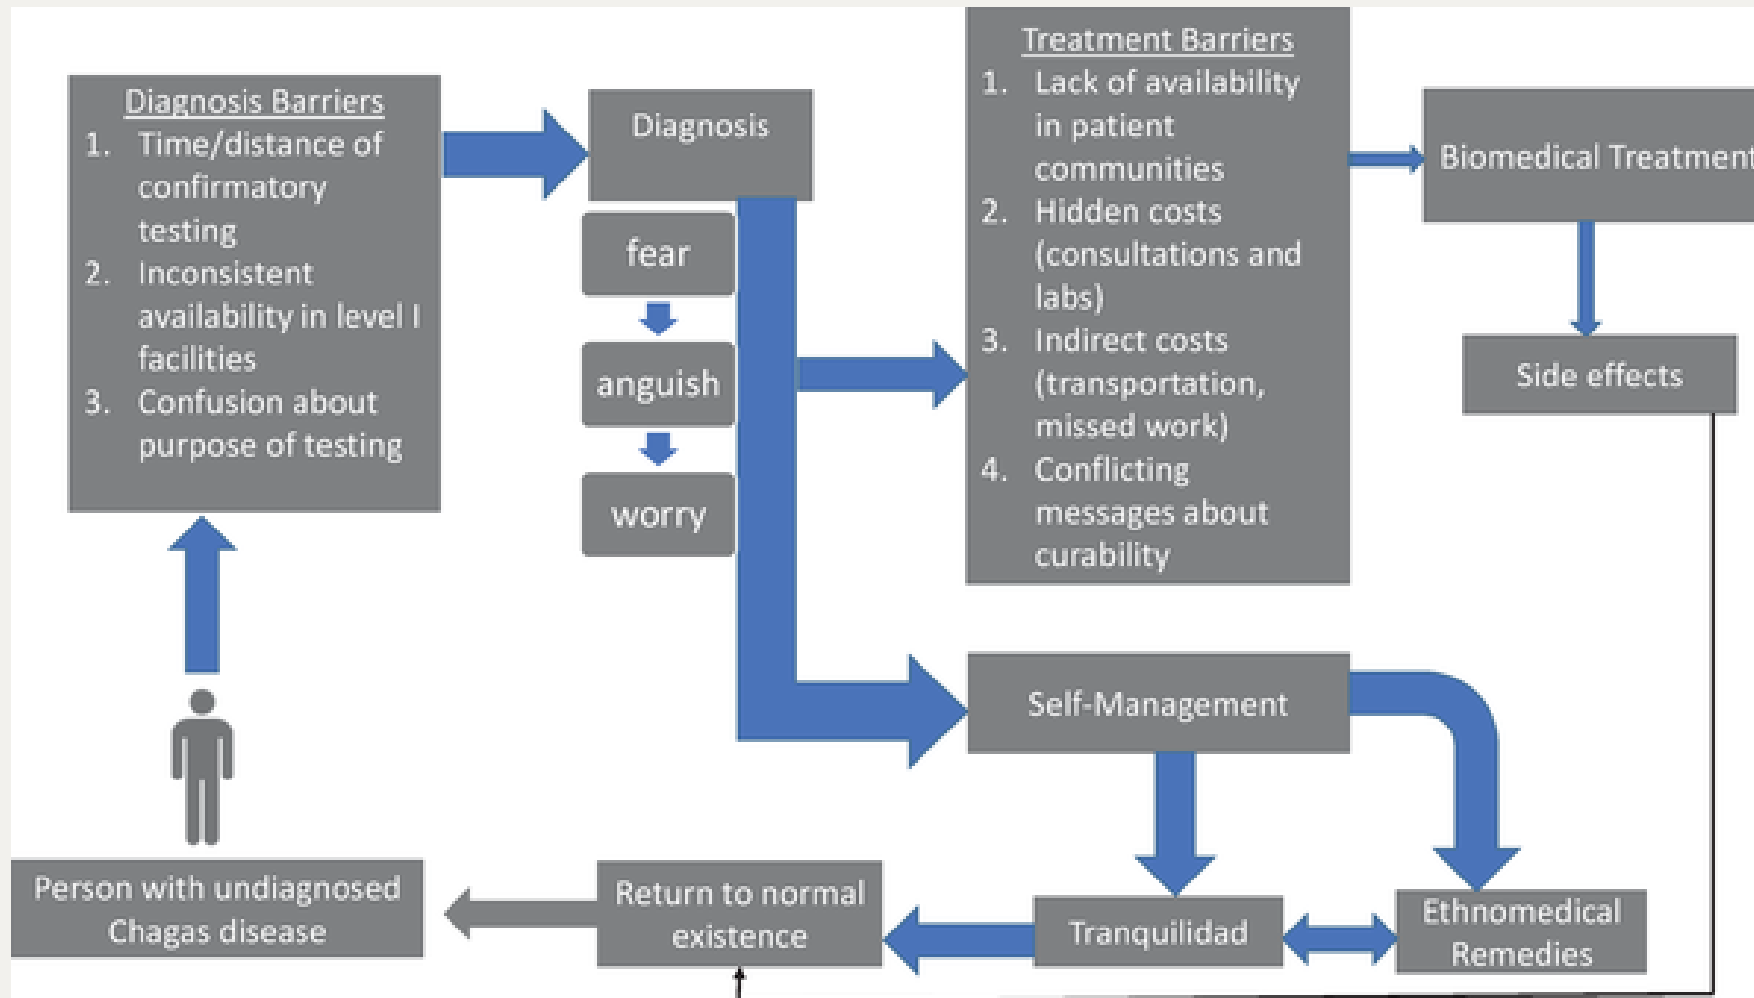 Diagnosis Barriers
1. Time/distance of
confirmatory
testing
2. Inconsistent
availability in level I
facilities
3. Confusion about
purpose of testing
Diagnosis
fear
anguish
worry
Treatment Barriers
1. Lack of availability
in patient
communities
2. Hidden costs
(consultations and
labs)
3. Indirect costs
(transportation,
missed work)
4. Conflicting
messages about
curability
Biomedical Treatment
Side effects
Self-Management
Person with undiagnosed
Chagas disease
Return to normal
existence
Tranquilidad
Ethnomedical
Remedies